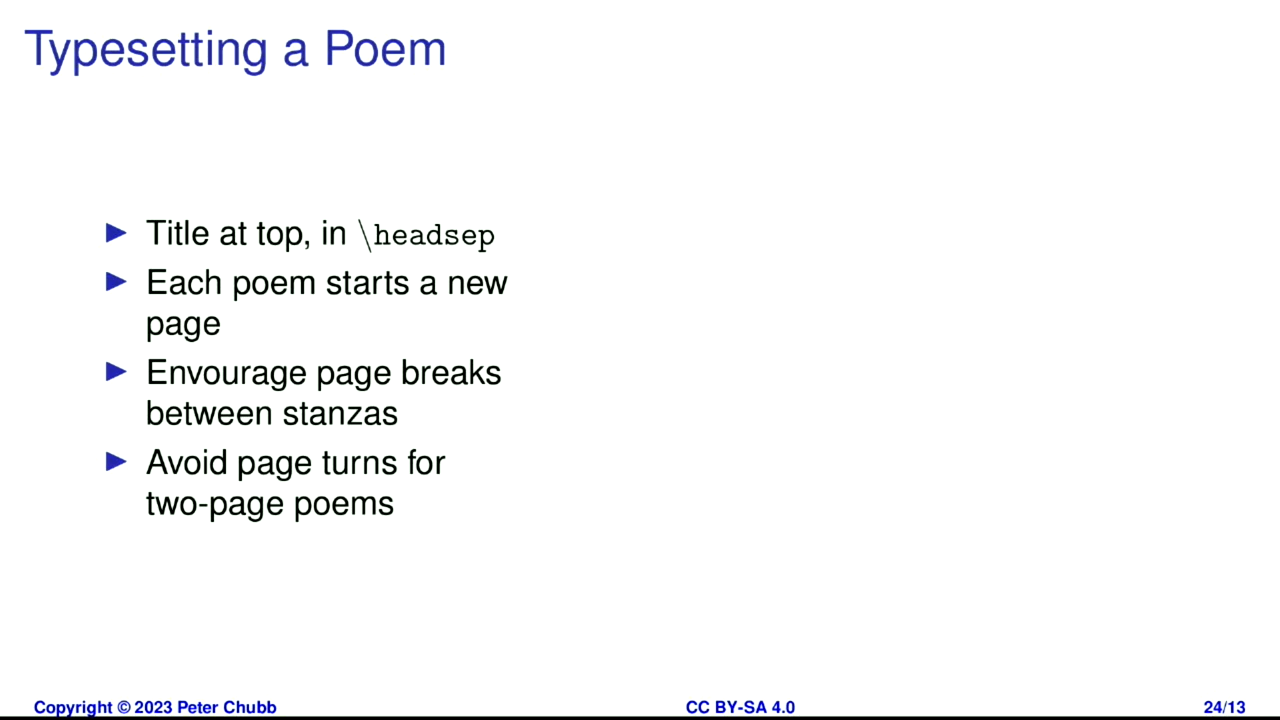 Typesetting a Poem
▶ Title at top, in \headsep
▶ Each poem starts a new
page
▶ Envourage page breaks
between stanzas
▶ Avoid page turns for
two-page poems
Copyright © 2023 Peter Chubb CC BY-SA 4.0 24/13